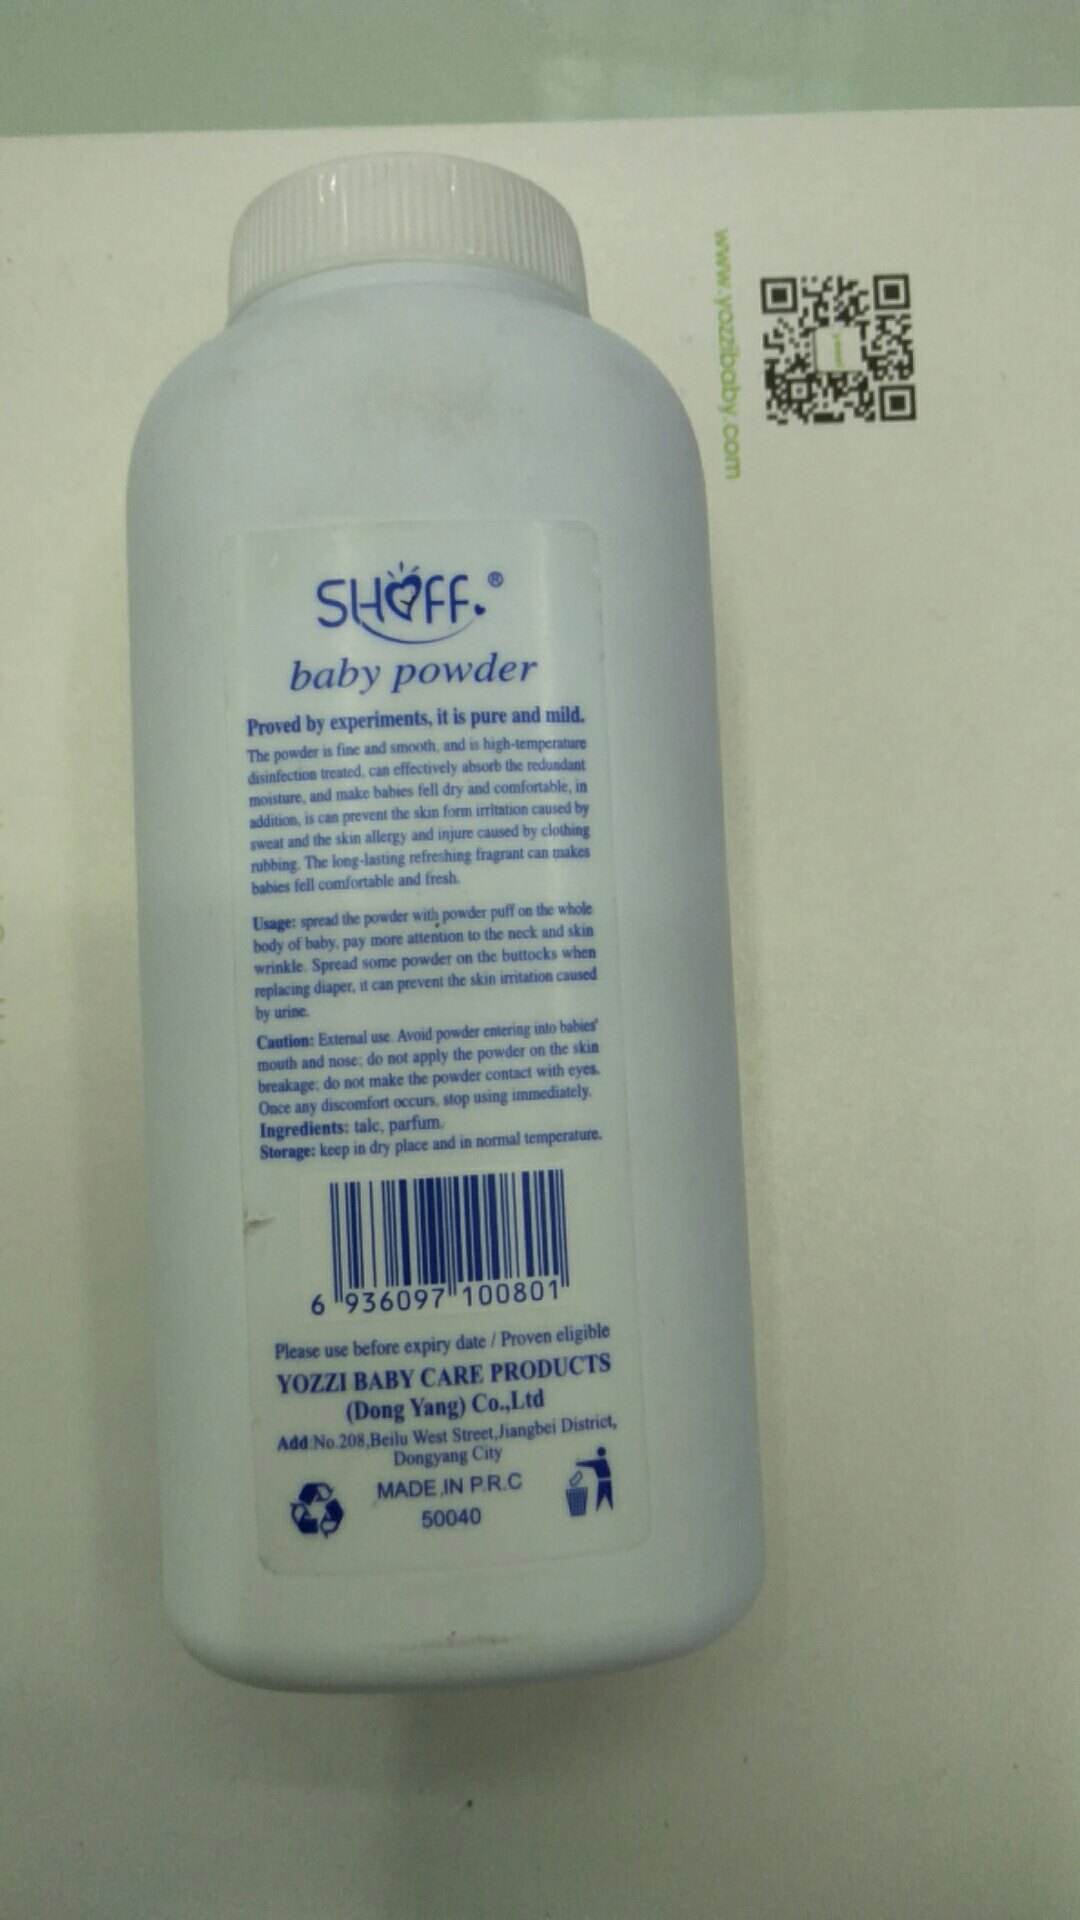 SHOFF.®
baby powder
Proved by experiments, it is pure and mild.
The powder is fine and smooth, and is high-temperature
disinfection treated, can effectively absorb the redundant
moisture, and make babies fell dry and comfortable, in
addition, is can prevent the skin form irrltation caused by
sweat and the skin allergy and injure caused by clothing
rubbing. The long-lasting refreshing fragrant can makes
babies fell comfortable and fresh.
Usage: spread the powder with powder puff on the whole
body of baby, pay more attention to the neck and skin
wrinkle. Spread some powder on the buttocks when
replacing diaper, it can prevent the skin irritation caused
by urine.
Caution: External use. Avoid powder entering into babies'
mouth and nose; do not apply the powder on the skin
breakage; do not make the powder contact with eyes.
Once any discomfort occurs, stop using immediately.
Ingredients: talc, parfum.
Storage: keep in dry place and in normal temperature.
6 936097 100801
Please use before expiry date / Proven eligible
YOZZI BABY CARE PRODUCTS
(Dong Yang) Co.,Ltd
Add:No.208,Beilu West Street,Jiangbei District,
Dongyang City
MADE IN P.R.C
50040
www.yozzibaby.com